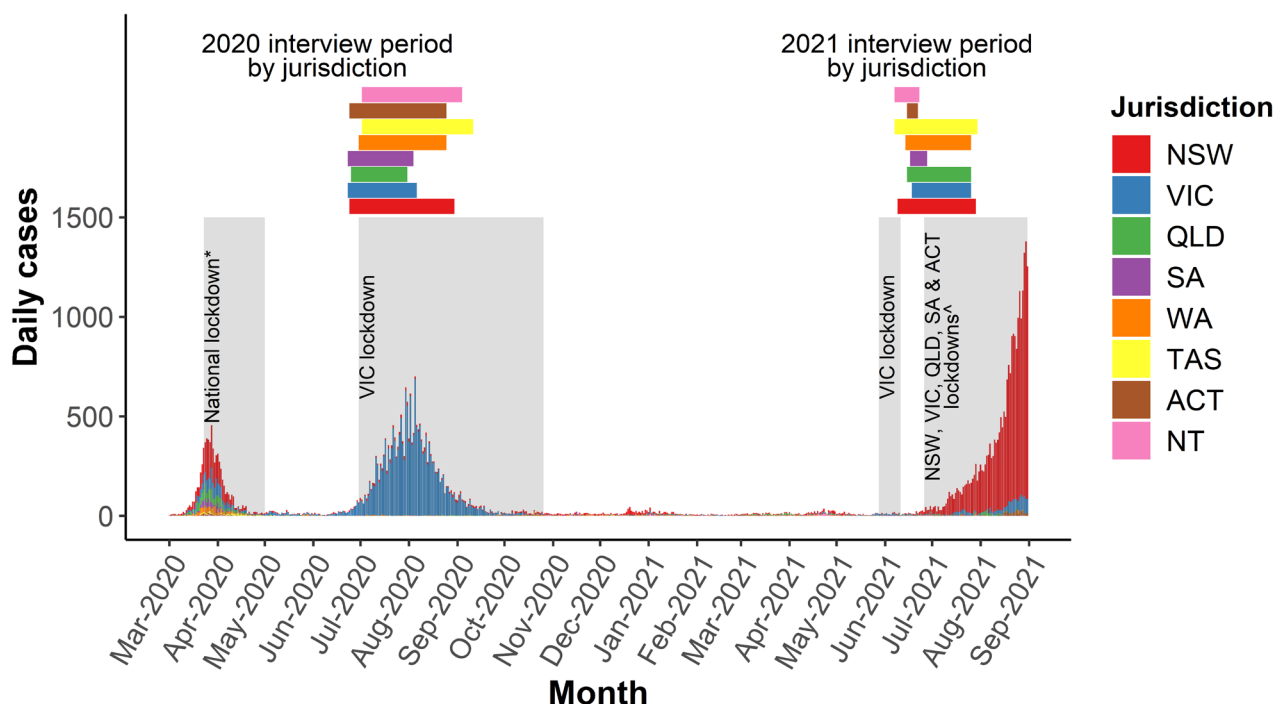 2020 interview period
by jurisdiction
2021 interview period
by jurisdiction
Jurisdiction
NSW
VIC
QLD
SA
WA
TAS
ACT
NT
Daily cases
1500
1000
500
0
National lockdown*
VIC lockdown
VIC lockdown
NSW, VIC, QLD, SA & ACT
lockdowns^
Mar-2020
Apr-2020
May-2020
Jun-2020
Jul-2020
Aug-2020
Sep-2020
Oct-2020
Nov-2020
Dec-2020
Jan-2021
Feb-2021
Mar-2021
Apr-2021
May-2021
Jun-2021
Jul-2021
Aug-2021
Sep-2021
Month